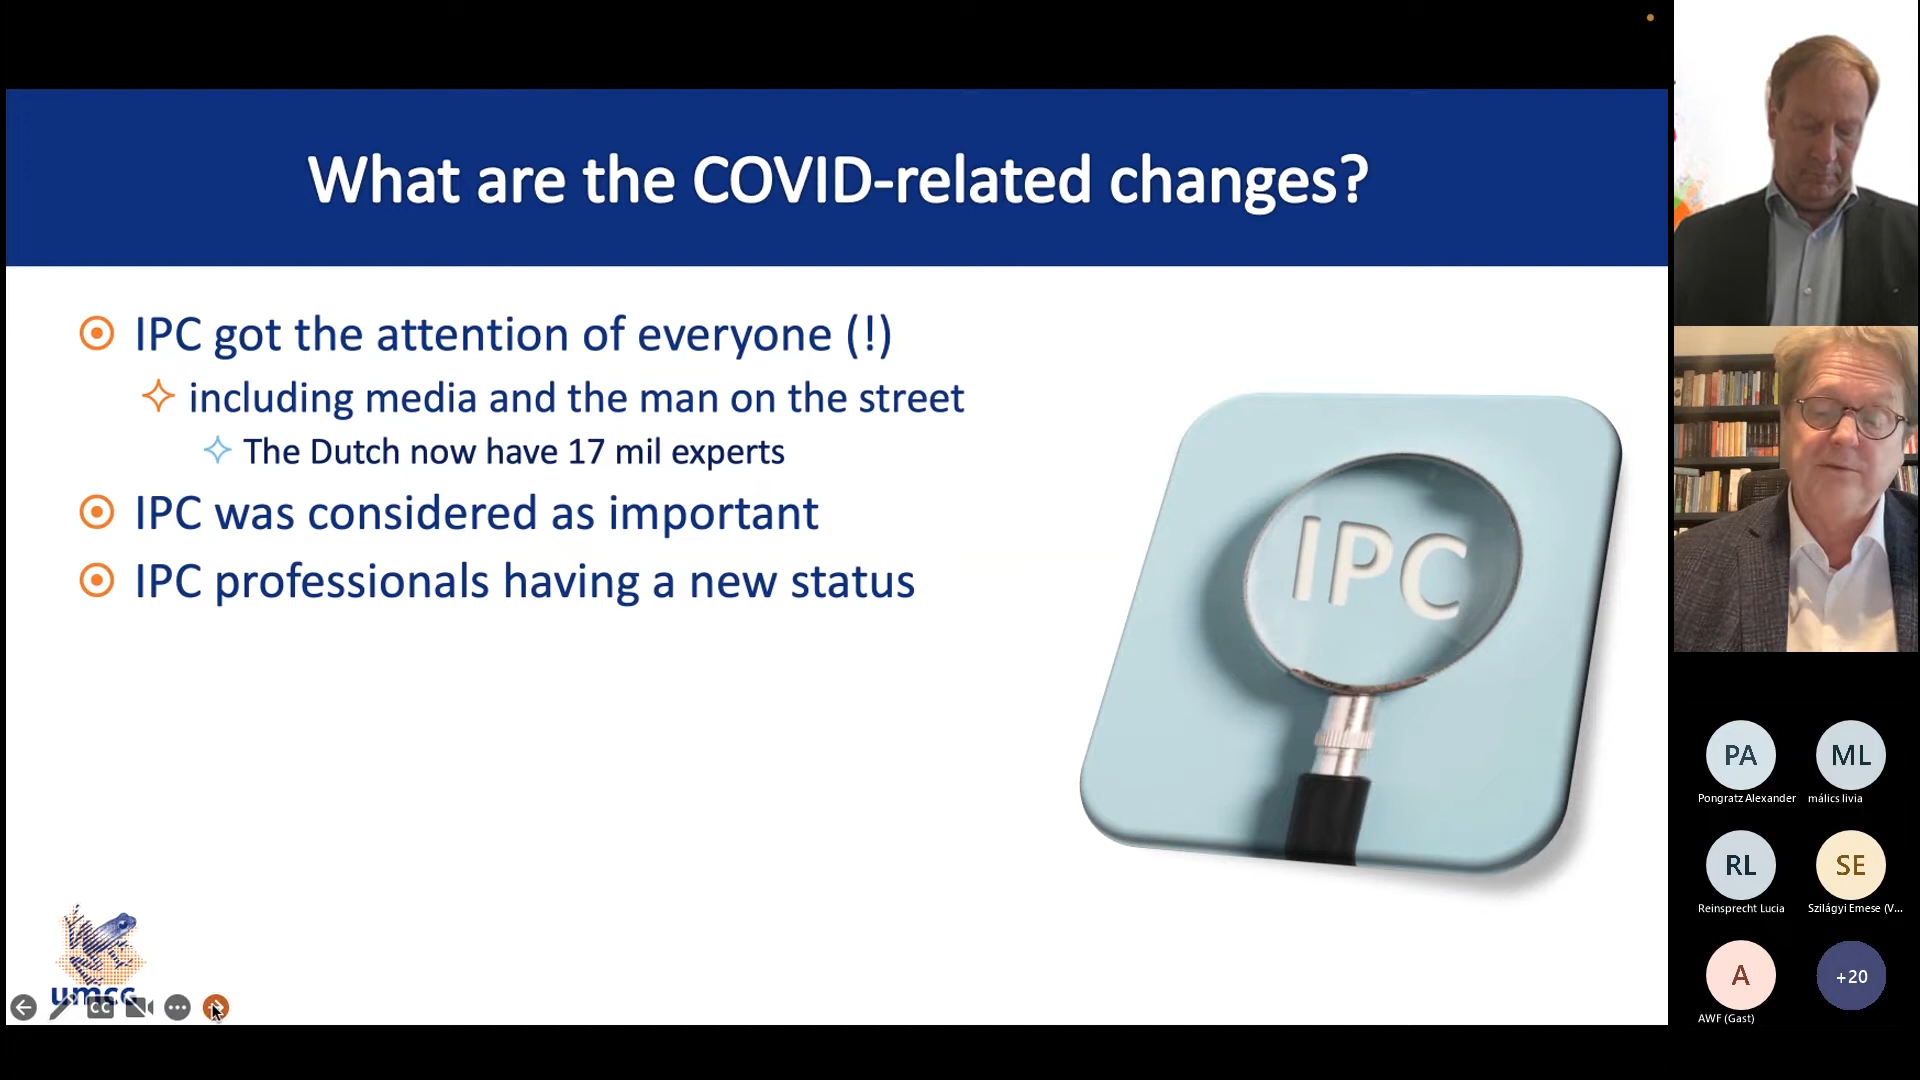 What are the COVID-related changes?
IPC got the attention of everyone (!)
including media and the man on the street
The Dutch now have 17 mil experts
IPC was considered as important
IPC professionals having a new status
IPC
umcg
CC
PA
ML
Pongratz Alexander
málics livia
RL
SE
Reinsprecht Lucia
Szilágyi Emese (V...
A
+20
AWF (Gast)